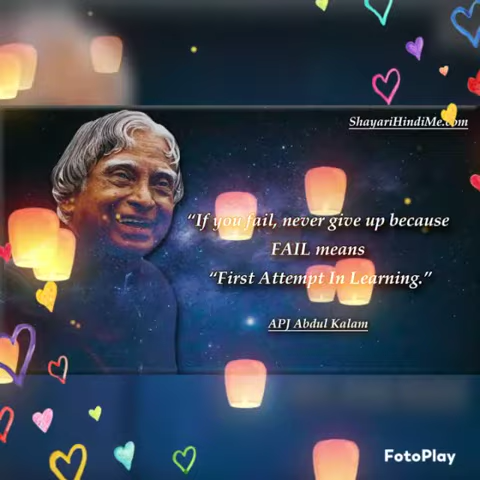 ShayariHindiMe.com
“If you fail, never give up because
FAIL means
“First Attempt In Learning.”
APJ Abdul Kalam
FotoPlay